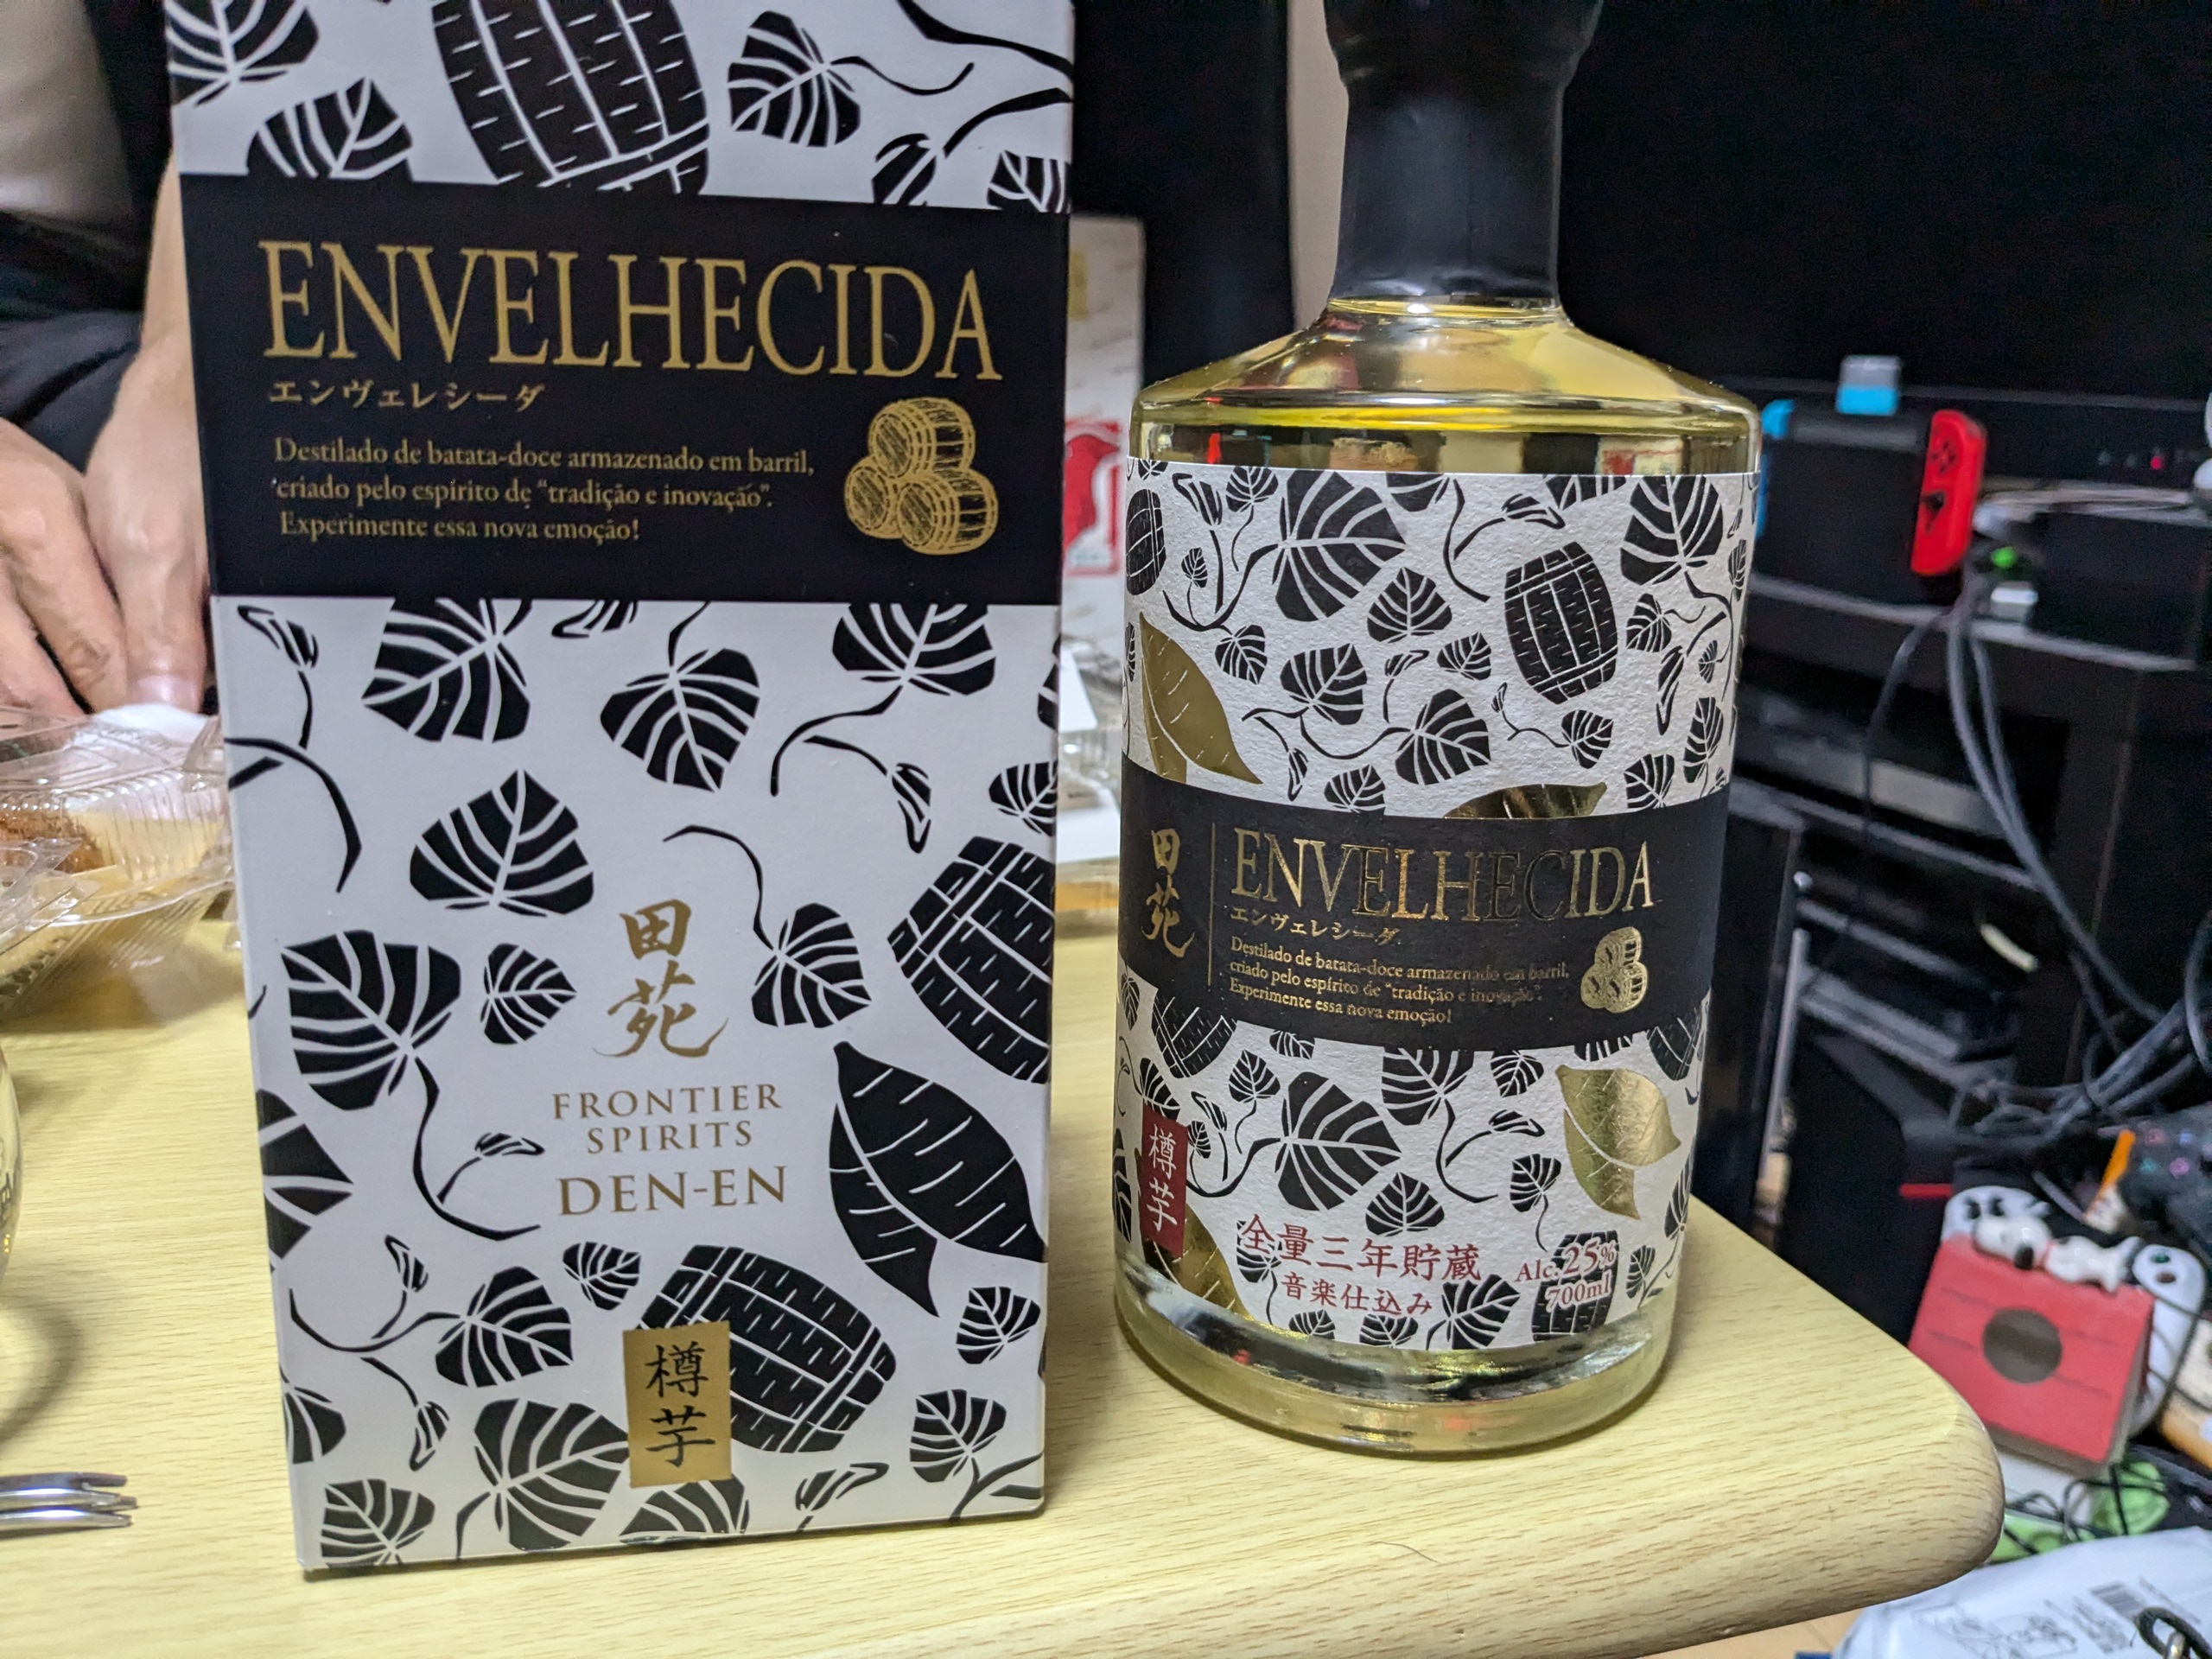 ENVELHECIDA
エンヴェレシーダ
Destilado de batata-doce armazenado em barril,
criado pelo espírito de “tradição e inovação”.
Experimente essa nova emoção!
田苑
FRONTIER
SPIRITS
DEN-EN
樽芋
田苑
ENVELHECIDA
エンヴェレシーダ
Destilado de batata-doce armazenado em barril,
criado pelo espírito de “tradição e inovação”.
Experimente essa nova emoção!
樽芋
全量三年貯蔵
音楽仕込み
Alc.25%
700ml